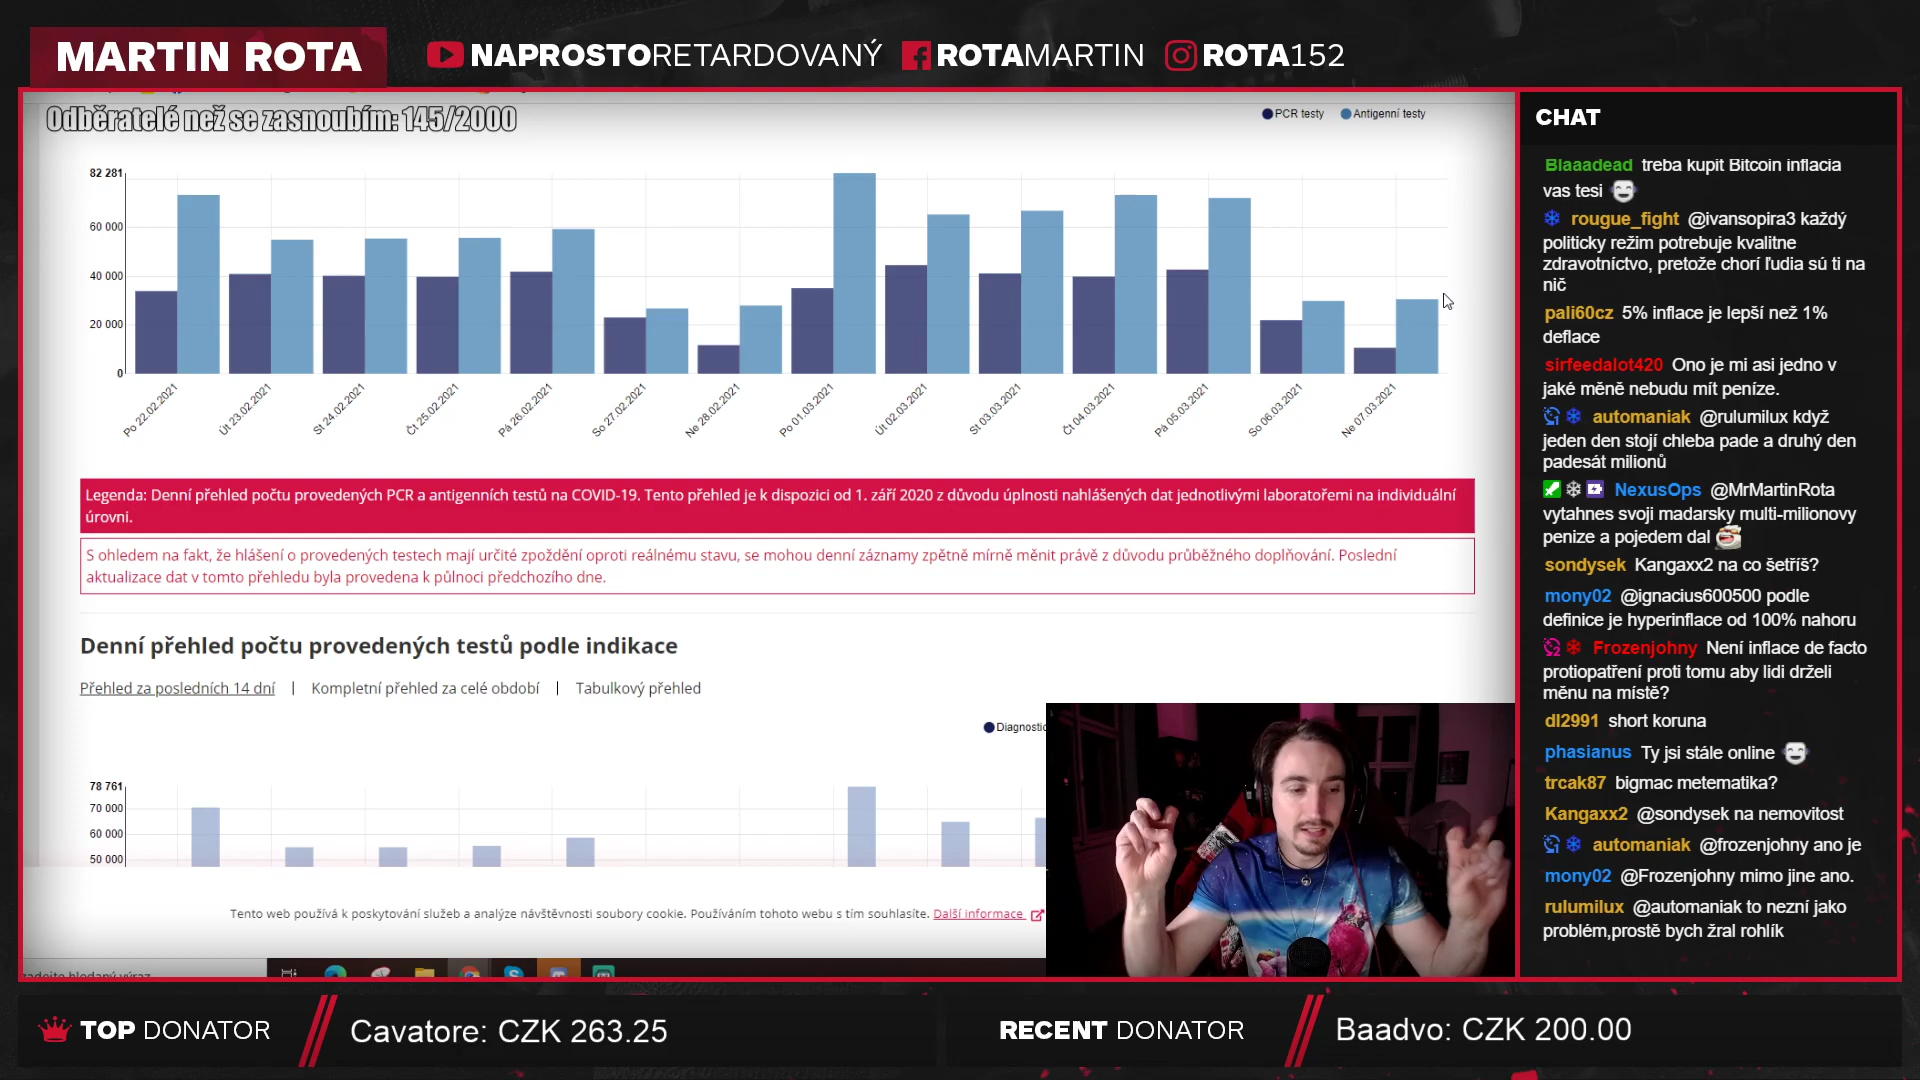 MARTIN ROTA
NAPROSTORETARDOVANÝ
ROTAMARTIN
ROTA152
Odběratelé než se zasnoubím: 145/2000
PCR testy
Antigenní testy
82 281
60 000
40 000
20 000
0
Po 22.02.2021
Út 23.02.2021
St 24.02.2021
Čt 25.02.2021
Pá 26.02.2021
So 27.02.2021
Ne 28.02.2021
Po 01.03.2021
Út 02.03.2021
St 03.03.2021
Čt 04.03.2021
Pá 05.03.2021
So 06.03.2021
Ne 07.03.2021
Legenda: Denní přehled počtu provedených PCR a antigenních testů na COVID-19. Tento přehled je k dispozici od 1. září 2020 z důvodu úplnosti nahlášených dat jednotlivými laboratořemi na individuální
úrovni.
S ohledem na fakt, že hlášení o provedených testech mají určité zpoždění oproti reálnému stavu, se mohou denní záznamy zpětně mírně měnit právě z důvodu průběžného doplňování. Poslední
aktualizace dat v tomto přehledu byla provedena k půlnoci předchozího dne.
Denní přehled počtu provedených testů podle indikace
Přehled za posledních 14 dní | Kompletní přehled za celé období | Tabulkový přehled
Diagnostic
78 761
70 000
60 000
50 000
Tento web používá k poskytování služeb a analýze návštěvnosti soubory cookie. Používáním tohoto webu s tím souhlasíte. Další informace
zadejte hledaný výraz
CHAT
Blaaadead treba kupit Bitcoin inflacia
vas tesi
rougue_fight @ivansopira3 každý
politicky režim potrebuje kvalitne
zdravotníctvo, pretože chorí ľudia sú ti na
nič
pali60cz 5% inflace je lepší než 1%
deflace
sirfeedalot420 Ono je mi asi jedno v
jaké měně nebudu mít peníze.
automaniak @rulumilux když
jeden den stojí chleba pade a druhý den
padesát milionů
NexusOps @MrMartinRota
vytahnes svoji madarsky multi-milionovy
penize a pojedem dal
sondysek Kangaxx2 na co šetříš?
mony02 @ignacius600500 podle
definice je hyperinflace od 100% nahoru
Frozenjohny Není inflace de facto
protiopatření proti tomu aby lidi drželi
měnu na místě?
dl2991 short koruna
phasianus Ty jsi stále online
trcak87 bigmac metematika?
Kangaxx2 @sondysek na nemovitost
automaniak @frozenjohny ano je
mony02 @Frozenjohny mimo jine ano.
rulumilux @automaniak to nezní jako
problém,prostě bych žral rohlík
TOP DONATOR
Cavatore: CZK 263.25
RECENT DONATOR
Baadvo: CZK 200.00